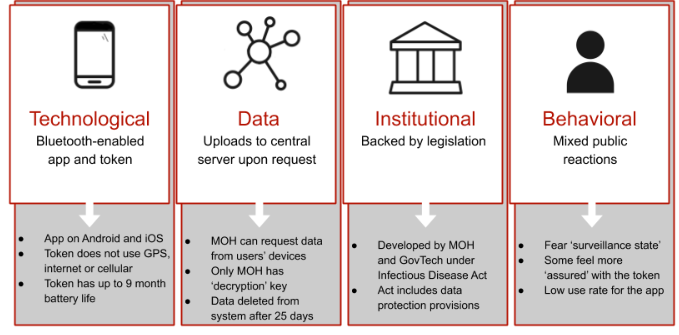 Technological
Bluetooth-enabled
app and token
Data
Uploads to central
server upon request
Institutional
Backed by legislation
Behavioral
Mixed public
reactions
• App on Android and iOS
• Token does not use GPS,
internet or cellular
• Token has up to 9 month
battery life
• MOH can request data
from users’ devices
• Only MOH has
‘decryption’ key
• Data deleted from
system after 25 days
• Developed by MOH
and GovTech under
Infectious Disease Act
• Act includes data
protection provisions
• Fear ‘surveillance state’
• Some feel more
‘assured’ with the token
• Low use rate for the app